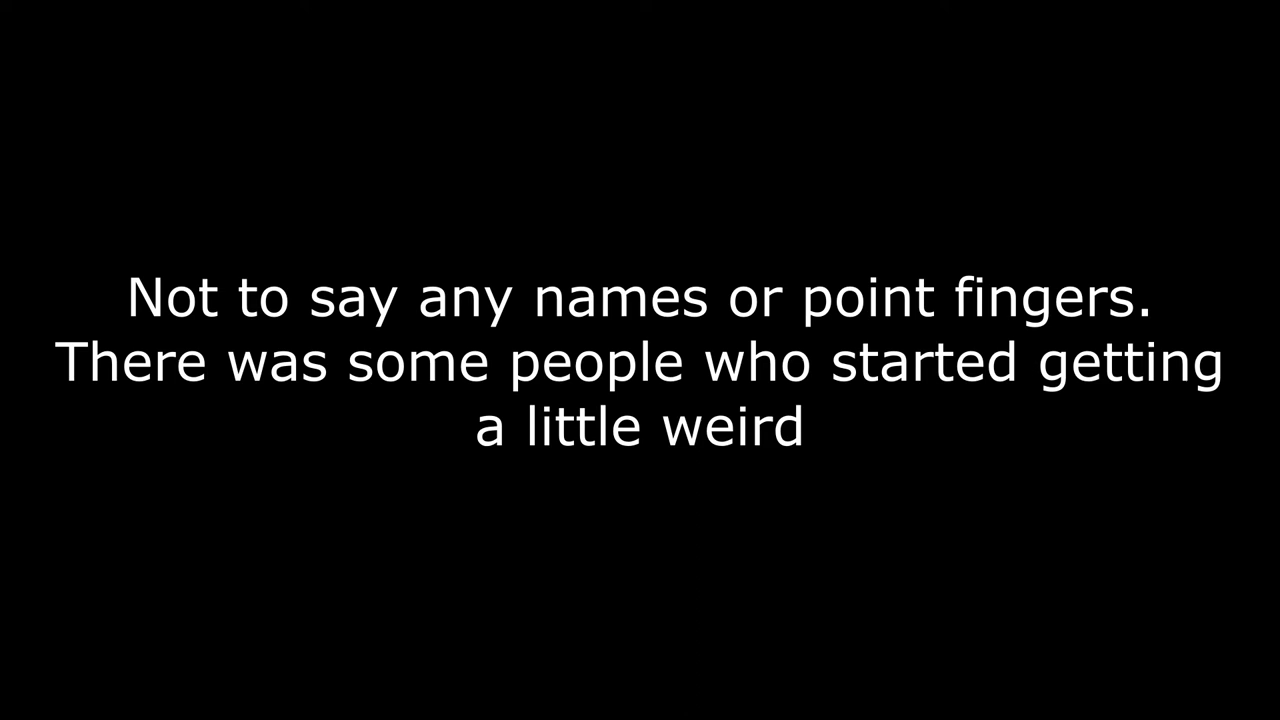 Not to say any names or point fingers.
There was some people who started getting
a little weird